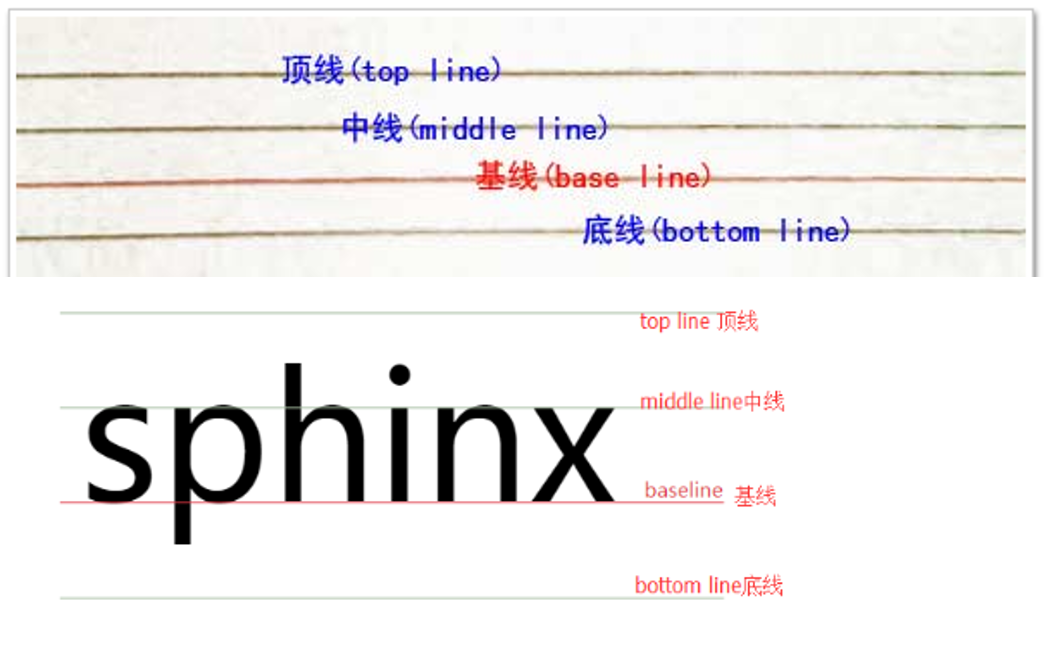 顶线(top line)
中线(middle line)
基线(base line)
底线(bottom line)
top line 顶线
middle line中线
sphinx
baseline 基线
bottom line底线